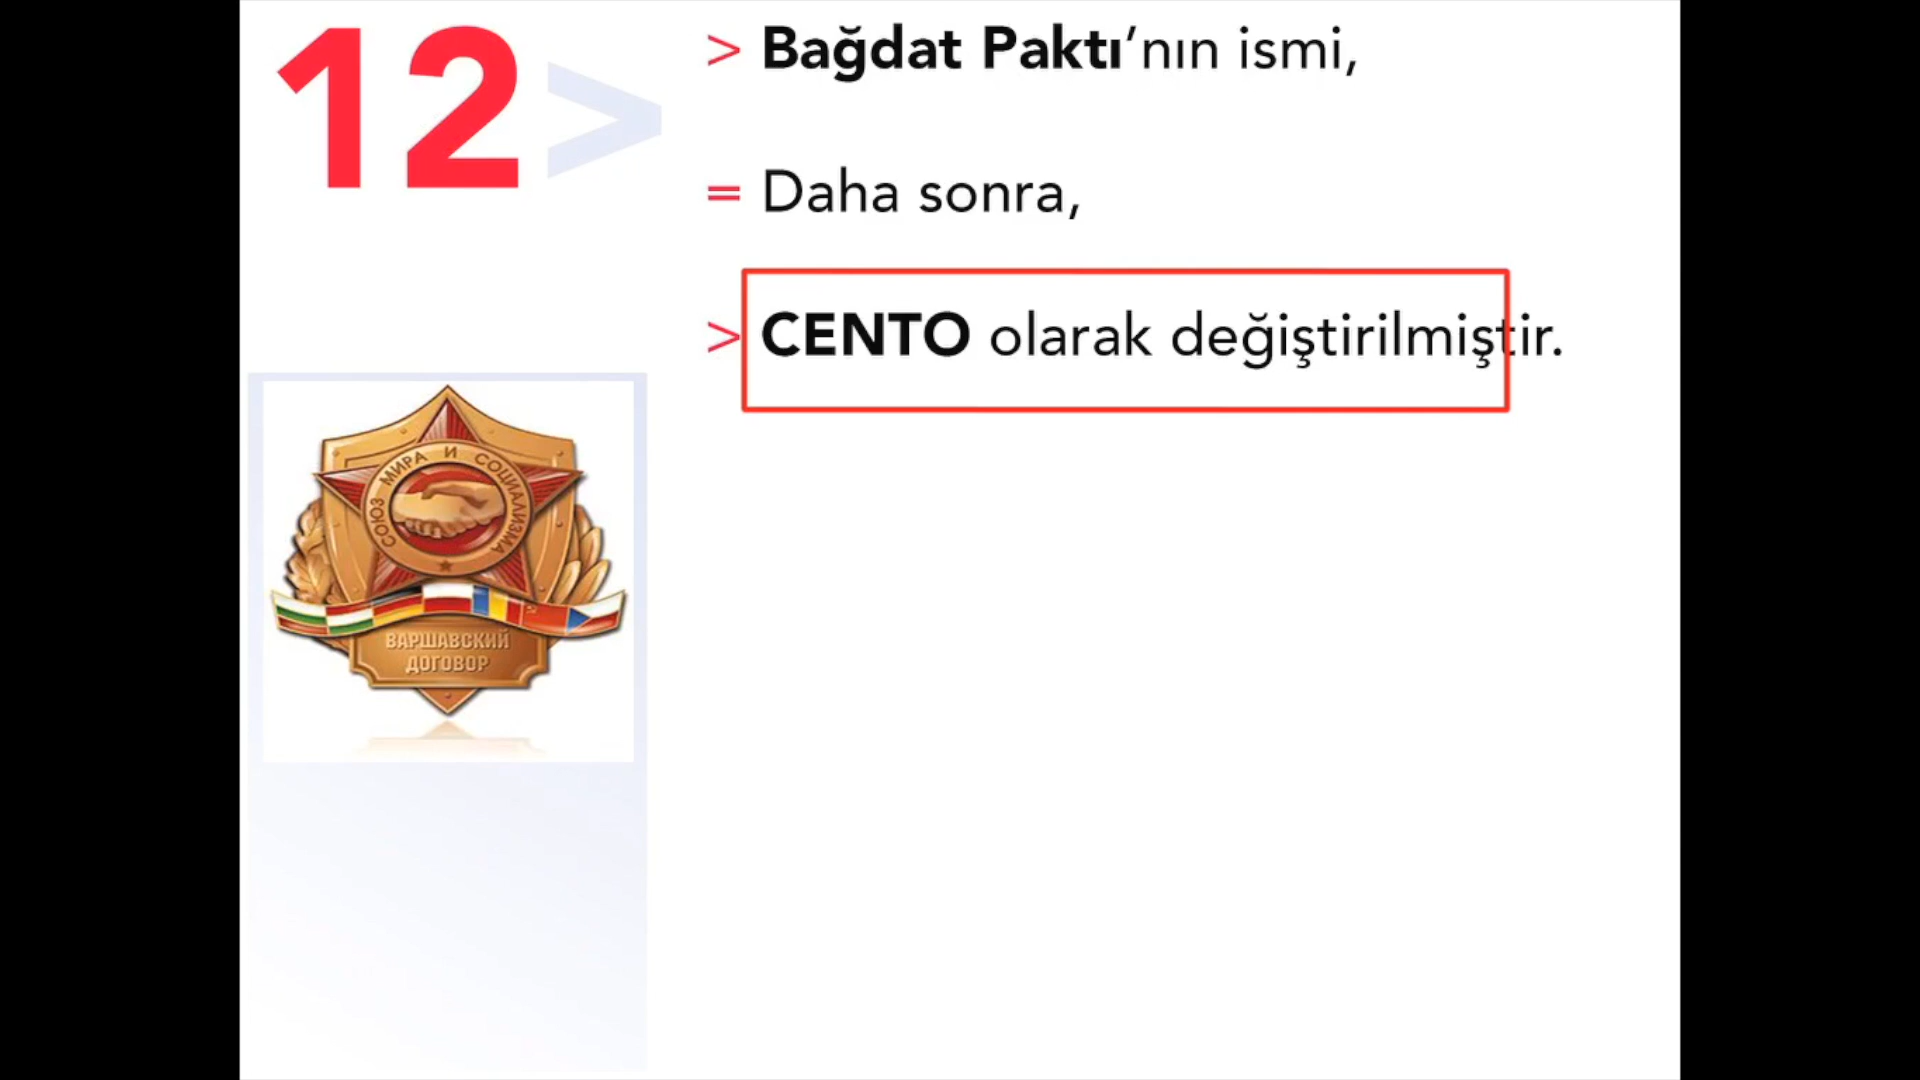 12>
> Bağdat Paktı’nın ismi,
= Daha sonra,
> CENTO olarak değiştirilmiştir.
СОЮЗ МИРА И СОЦИАЛИЗМА
ВАРШАВСКИЙ
ДОГОВОР